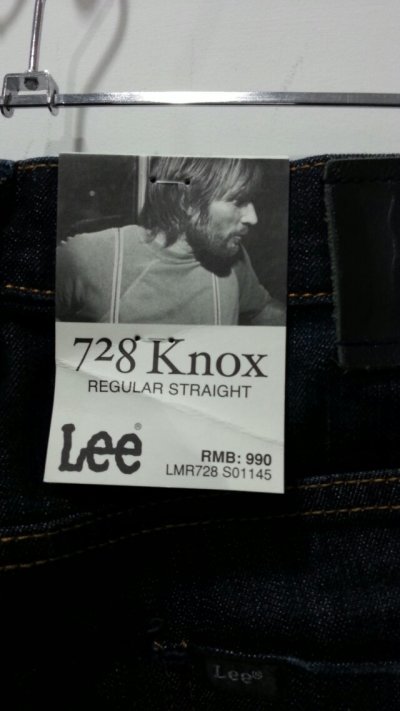 728 Knox
REGULAR STRAIGHT
Lee®
RMB: 990
LMR728 S01145
Lee®